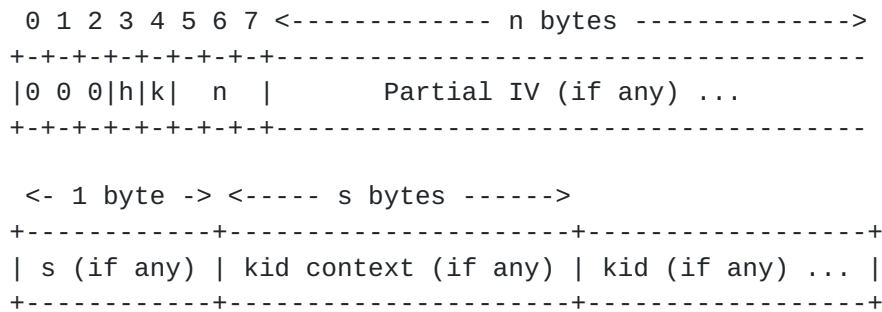 0 1 2 3 4 5 6 7 <------------- n bytes -------------->
+-+-+-+-+-+-+-+-+--------------------------------------
|0 0 0|h|k|  n  |       Partial IV (if any) ...
+-+-+-+-+-+-+-+-+--------------------------------------

 <- 1 byte -> <----- s bytes ------>
+------------+----------------------+------------------+
| s (if any) | kid context (if any) | kid (if any) ... |
+------------+----------------------+------------------+